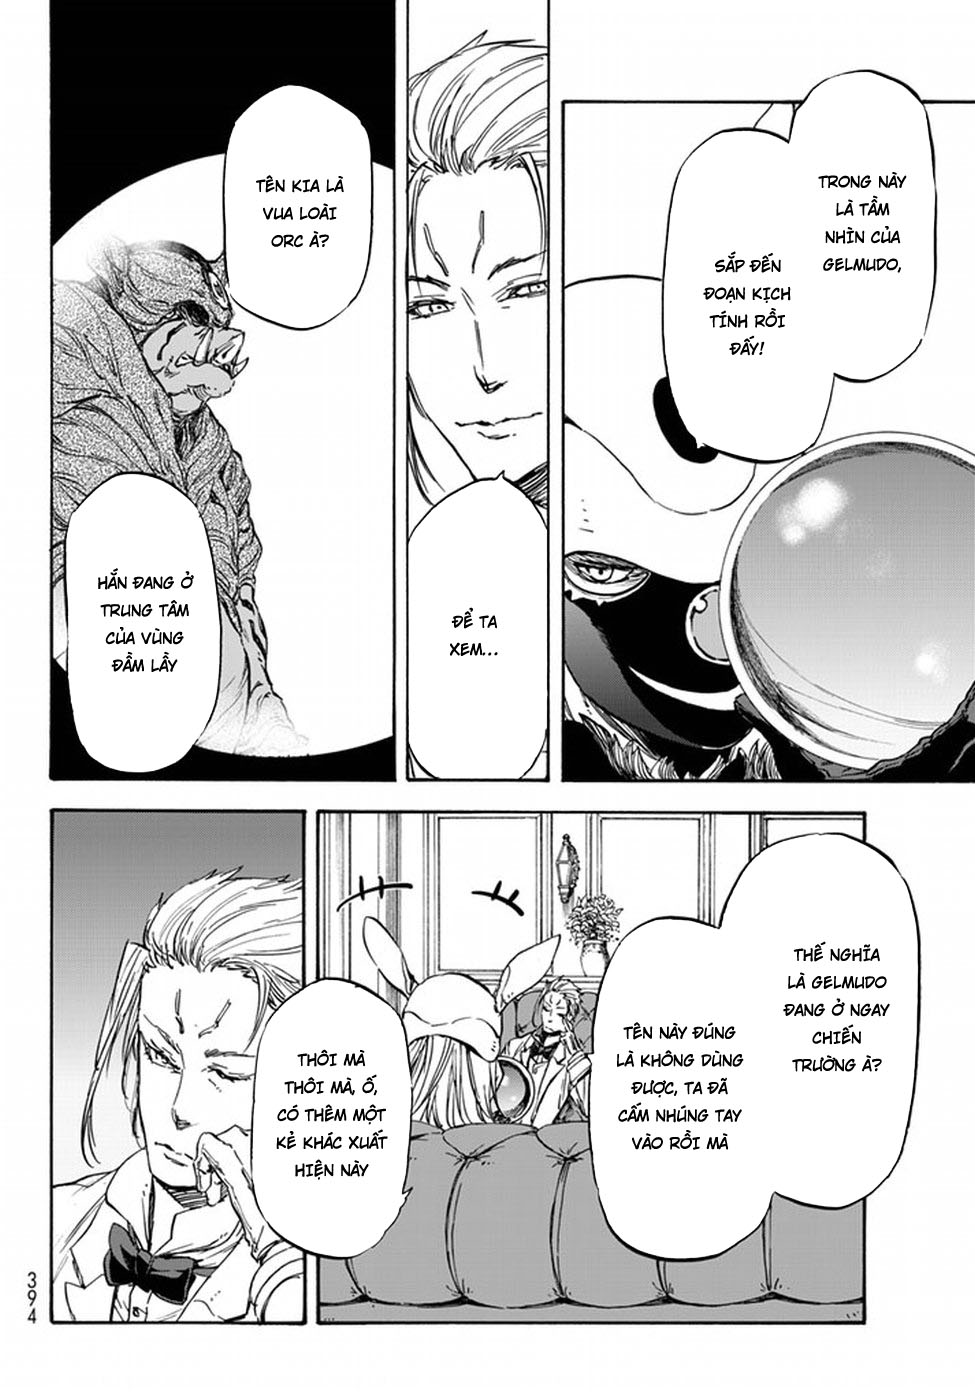 TRONG NÀY
LÀ TẦM
NHÌN CỦA
GELMUDO,
SẮP ĐẾN
ĐOẠN KỊCH
TÍNH RỒI
ĐẤY!
ĐỂ TA
XEM...
TÊN KIA LÀ
VUA LOÀI
ORC À?
HẮN ĐANG Ở
TRUNG TÂM
CỦA VÙNG
ĐẦM LẦY
THẾ NGHĨA
LÀ GELMUDO
ĐANG Ở NGAY
CHIẾN
TRƯỜNG À?
TÊN NÀY ĐÚNG
LÀ KHÔNG DÙNG
ĐƯỢC, TA ĐÃ
CẤM NHÚNG TAY
VÀO RỒI MÀ
THÔI MÀ
THÔI MÀ, Ố,
CÓ THÊM MỘT
KẺ KHÁC XUẤT
HIỆN NÀY
394